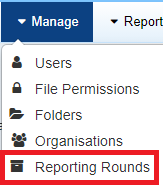 Manage Report
Users
File Permissions
Folders
Organisations
Reporting Rounds